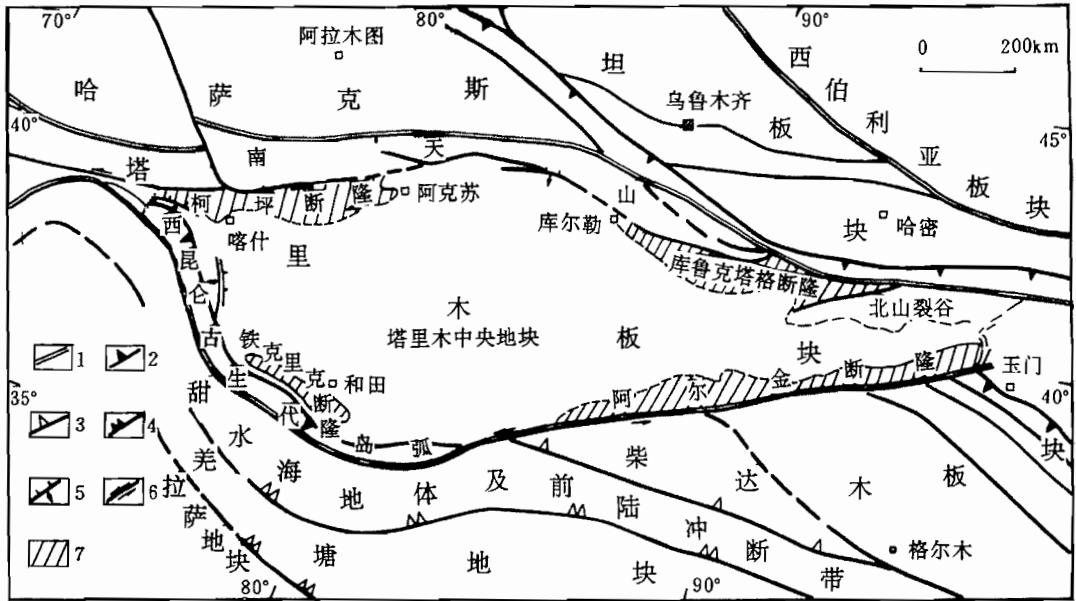 70°
80°
90°
阿拉木图
0 200km
哈萨克斯坦板块
西伯利亚板块
乌鲁木齐
40°
45°
南天山
塔里木板块
柯坪断隆
阿克苏
喀什
库尔勒
哈密
库鲁克塔格断隆
北山裂谷
西昆仑古生代岛弧
塔里木中央地块
铁克里克断隆
和田
阿尔金断隆
玉门
35°
40°
1
2
3
4
5
6
7
甜水海地体及前陆冲断带
柴达木板块
羌塘地块
拉萨地块
格尔木
80°
90°